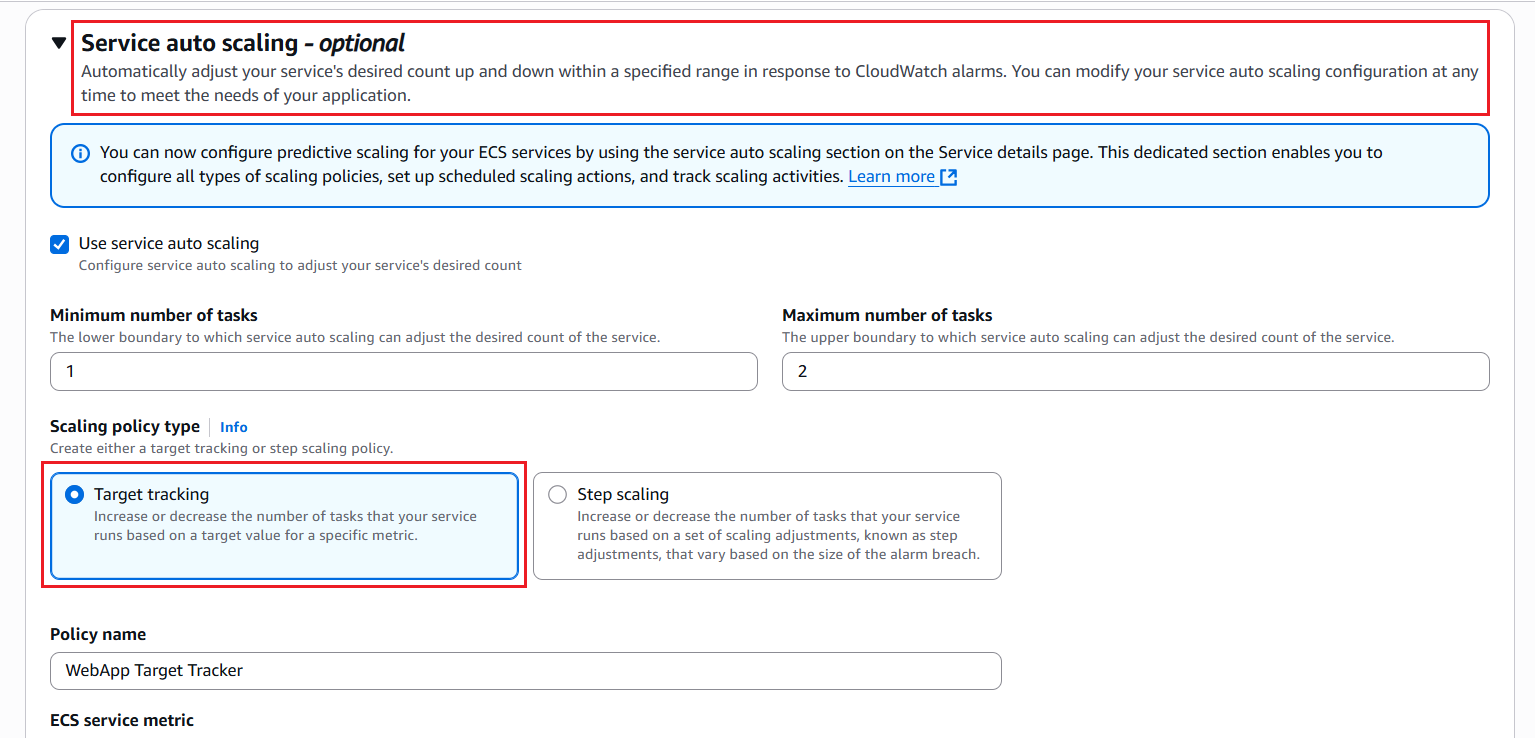 Service auto scaling - optional
Automatically adjust your service's desired count up and down within a specified range in response to CloudWatch alarms. You can modify your service auto scaling configuration at any
time to meet the needs of your application.
You can now configure predictive scaling for your ECS services by using the service auto scaling section on the Service details page. This dedicated section enables you to
configure all types of scaling policies, set up scheduled scaling actions, and track scaling activities. Learn more
Use service auto scaling
Configure service auto scaling to adjust your service's desired count
Minimum number of tasks
The lower boundary to which service auto scaling can adjust the desired count of the service.
1
Maximum number of tasks
The upper boundary to which service auto scaling can adjust the desired count of the service.
2
Scaling policy type Info
Create either a target tracking or step scaling policy.
Target tracking
Increase or decrease the number of tasks that your service
runs based on a target value for a specific metric.
Step scaling
Increase or decrease the number of tasks that your service
runs based on a set of scaling adjustments, known as step
adjustments, that vary based on the size of the alarm breach.
Policy name
WebApp Target Tracker
ECS service metric